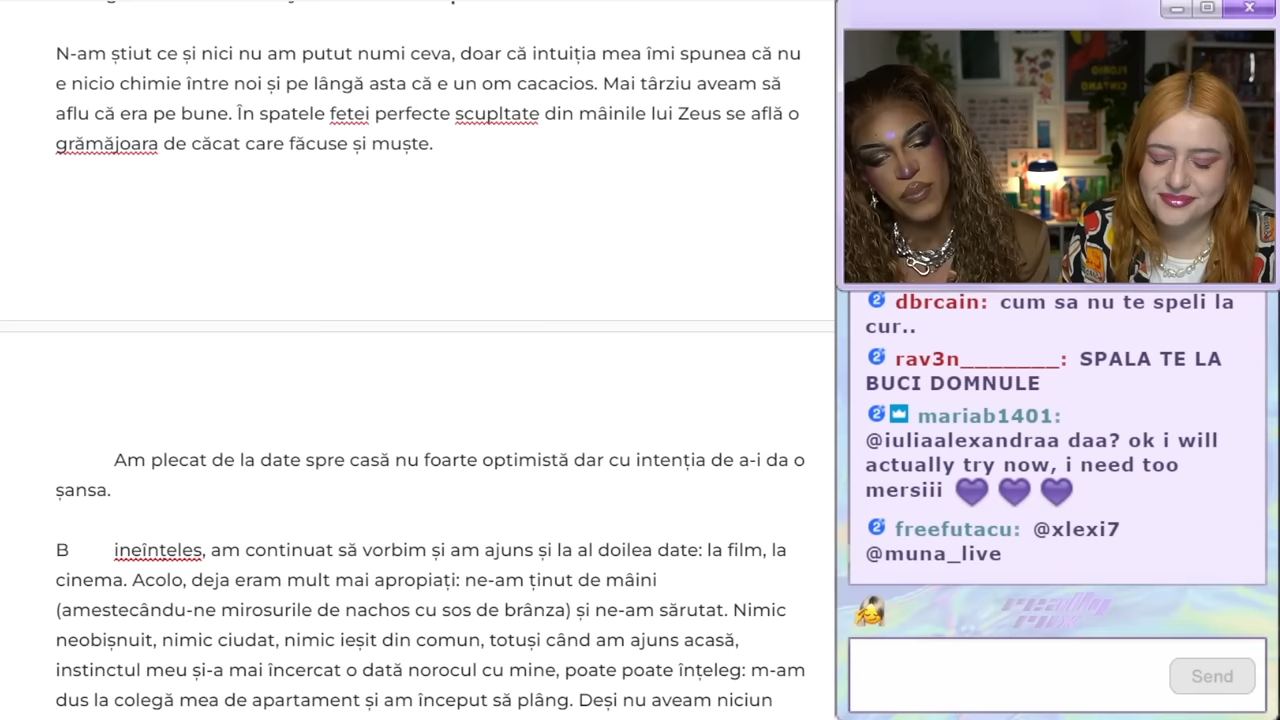 N-am știut ce și nici nu am putut numi ceva, doar că intuiția mea îmi spunea că nu
e nicio chimie între noi și pe lângă asta că e un om cacacios. Mai târziu aveam să
aflu că era pe bune. În spatele feței perfecte scupltate din mâinile lui Zeus se află o
grămăjoara de căcat care făcuse și muște.
Am plecat de la date spre casă nu foarte optimistă dar cu intenția de a-i da o
șansa.
B ineînteles, am continuat să vorbim și am ajuns și la al doilea date: la film, la
cinema. Acolo, deja eram mult mai apropiați: ne-am ținut de mâini
(amestecându-ne mirosurile de nachos cu sos de brânza) și ne-am sărutat. Nimic
neobișnuit, nimic ciudat, nimic ieșit din comun, totuși când am ajuns acasă,
instinctul meu și-a mai încercat o dată norocul cu mine, poate poate înțeleg: m-am
dus la colegă mea de apartament și am început să plâng. Deși nu aveam niciun
dbrcain: cum sa nu te speli la
cur..
rav3n_______: SPALA TE LA
BUCI DOMNULE
mariab1401:
@iuliaalexandraa daa? ok i will
actually try now, i need too
mersiii
freefutacu: @xlexi7
@muna_live
really
Send